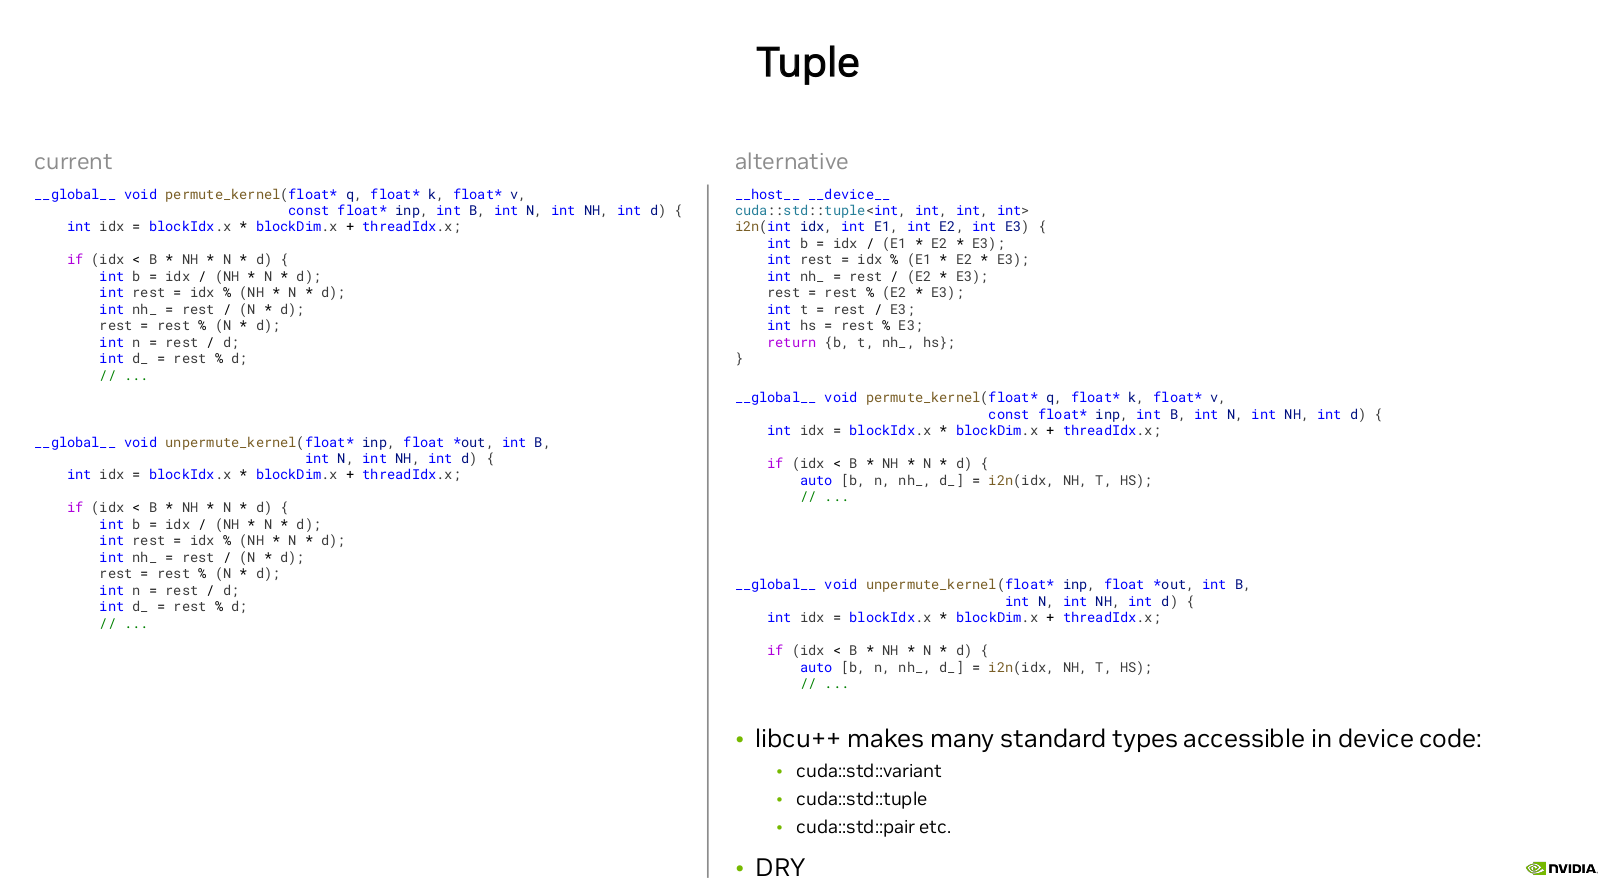 Tuple
current
__global__ void permute_kernel(float* q, float* k, float* v,
                               const float* inp, int B, int N, int NH, int d) {
    int idx = blockIdx.x * blockDim.x + threadIdx.x;

    if (idx < B * NH * N * d) {
        int b = idx / (NH * N * d);
        int rest = idx % (NH * N * d);
        int nh_ = rest / (N * d);
        rest = rest % (N * d);
        int n = rest / d;
        int d_ = rest % d;
        // ...

__global__ void unpermute_kernel(float* inp, float *out, int B,
                                 int N, int NH, int d) {
    int idx = blockIdx.x * blockDim.x + threadIdx.x;

    if (idx < B * NH * N * d) {
        int b = idx / (NH * N * d);
        int rest = idx % (NH * N * d);
        int nh_ = rest / (N * d);
        rest = rest % (N * d);
        int n = rest / d;
        int d_ = rest % d;
        // ...
alternative
__host__ __device__
cuda::std::tuple<int, int, int, int>
i2n(int idx, int E1, int E2, int E3) {
    int b = idx / (E1 * E2 * E3);
    int rest = idx % (E1 * E2 * E3);
    int nh_ = rest / (E2 * E3);
    rest = rest % (E2 * E3);
    int t = rest / E3;
    int hs = rest % E3;
    return {b, t, nh_, hs};
}

__global__ void permute_kernel(float* q, float* k, float* v,
                               const float* inp, int B, int N, int NH, int d) {
    int idx = blockIdx.x * blockDim.x + threadIdx.x;

    if (idx < B * NH * N * d) {
        auto [b, n, nh_, d_] = i2n(idx, NH, T, HS);
        // ...

__global__ void unpermute_kernel(float* inp, float *out, int B,
                                 int N, int NH, int d) {
    int idx = blockIdx.x * blockDim.x + threadIdx.x;

    if (idx < B * NH * N * d) {
        auto [b, n, nh_, d_] = i2n(idx, NH, T, HS);
        // ...
• libcu++ makes many standard types accessible in device code:
• cuda::std::variant
• cuda::std::tuple
• cuda::std::pair etc.
• DRY
NVIDIA.